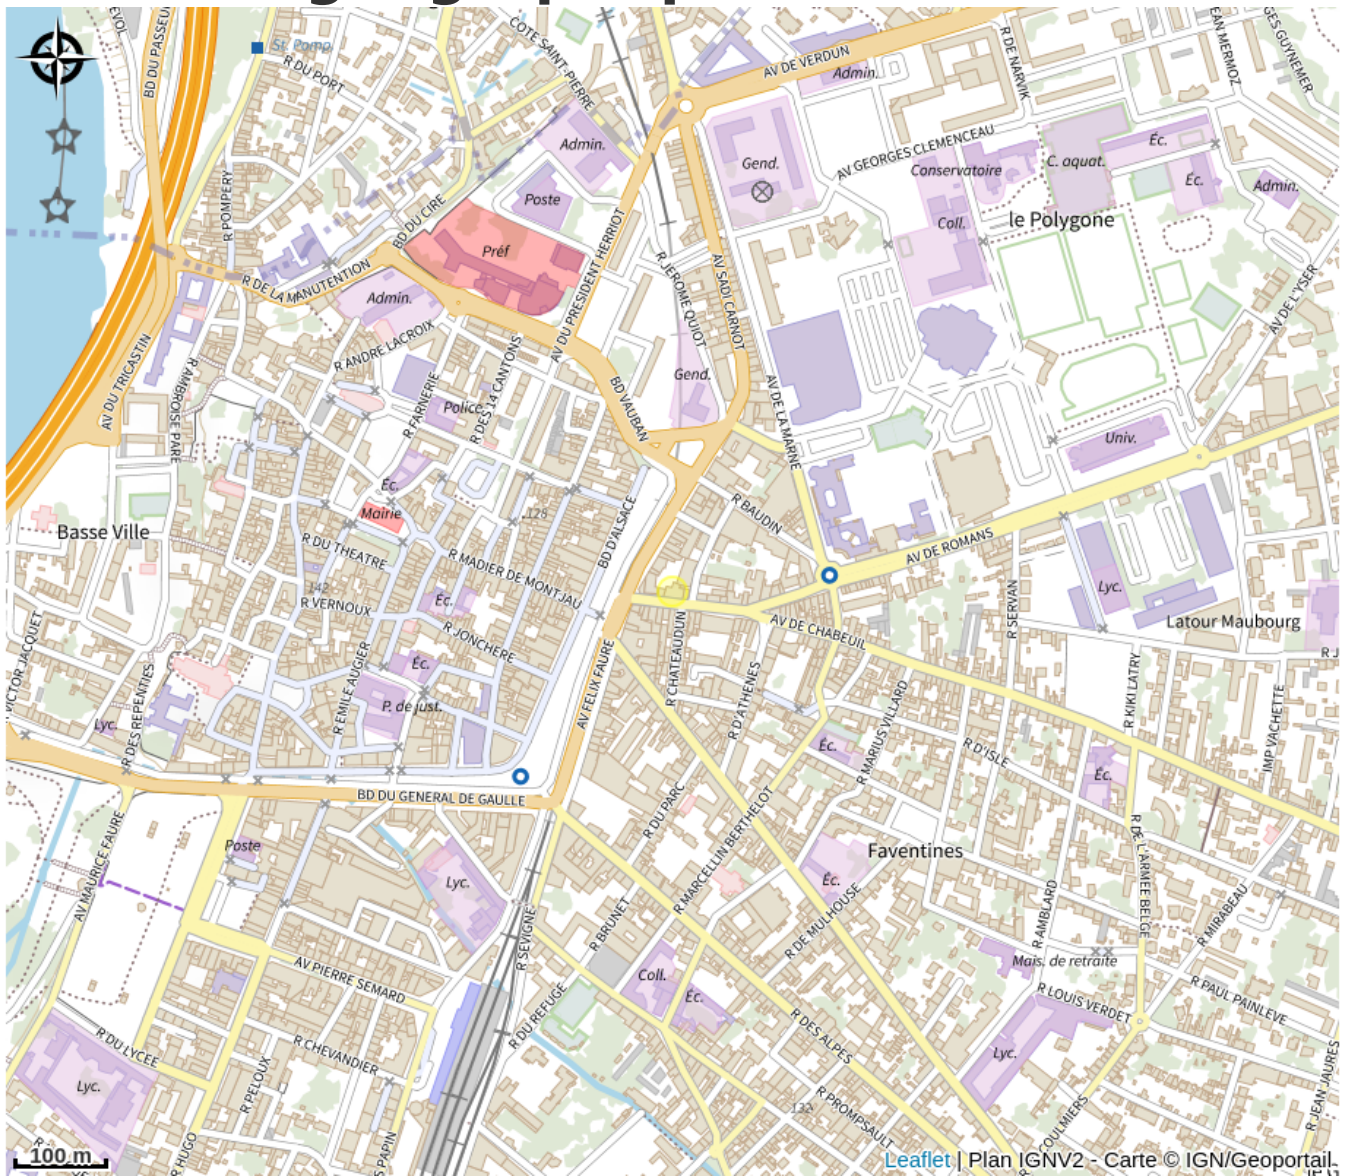 BD DU PASSEUR
St. Pomp.
R DU PORT
COTE SAINT-PIERRE
AV DE VERDUN
Admin.
R DE NARVIK
JEAN MERMOZ
GES GUYNEMER
Admin.
Gend.
AV GEORGES CLEMENCEAU
Conservatoire
C. aquat.
Éc.
Éc.
Admin.
R POMPERY
BD DU CIRE
Poste
Préf
Coll.
le Polygone
R DE LA MANUTENTION
Admin.
AV DU PRESIDENT HERRIOT
R JEROME QUIOT
AV SADI CARNOT
AV DE L'YSER
R ANDRE LACROIX
AV DU TRICASTIN
R AMBROISE PARE
R FARNERIE
Police
R DES 14 CANTONS
BD VAUBAN
Gend.
AV DE LA MARNE
Univ.
Éc.
Mairie
128
BD D'ALSACE
R BAUDIN
Basse Ville
R DU THEATRE
R MADIER DE MONTJAU
AV DE ROMANS
Lyc.
142
R VERNOUX
Éc.
R JONCHERE
R SERVAN
Latour Maubourg
AV DE CHABEUIL
VICTOR JACQUET
R DES REPENTIES
R EMILE AUGIER
Éc.
P. de just.
AV FELIX FAURE
R CHATEAUDUN
R D'ATHENES
R MARIUS VILLARD
R KIKI LATRY
IMP VACHETTE
R J
Lyc.
Éc.
R D'ISLE
Éc.
BD DU GENERAL DE GAULLE
R DU PARC
R MARCELLIN BERTHELOT
AV MAURICE FAURE
Poste
Lyc.
Faventines
Éc.
R DE L'ARMEE BELGE
R SEVIGNE
R BRUNET
R DE MULHOUSE
R AMBLARD
R MIRABEAU
AV PIERRE SEMARD
Coll.
Éc.
Mais. de retraite
R LOUIS VERDET
R PAUL PAINLEVE
R DU REFUGE
R DES ALPES
R DU LYCEE
R CHEVANDIER
Lyc.
Lyc.
R PELOUX
132
R PROMPSAULT
R COULMIERS
R JEAN JAURES
R HUGO
S PAPIN
100 m
Leaflet | Plan IGNV2 - Carte © IGN/Geoportail